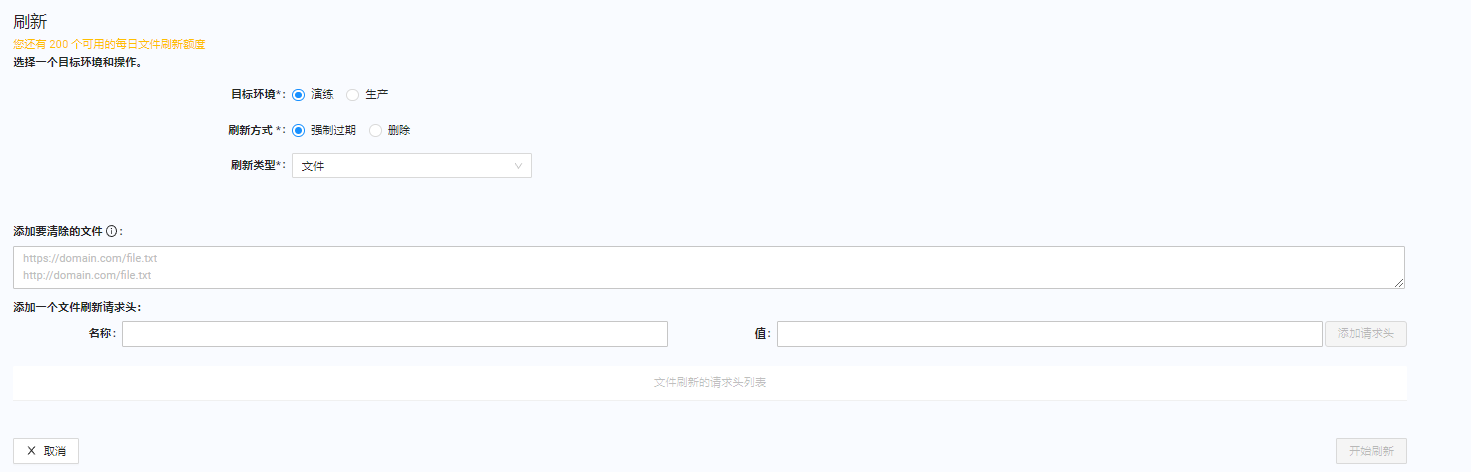 刷新
您还有 200 个可用的每日文件刷新额度
选择一个目标环境和操作。
目标环境*: 演练 生产
刷新方式 *: 强制过期 删除
刷新类型*: 文件
添加要清除的文件 :
https://domain.com/file.txt
http://domain.com/file.txt
添加一个文件刷新请求头:
名称: 值: 添加请求头
文件刷新的请求头列表
取消 开始刷新